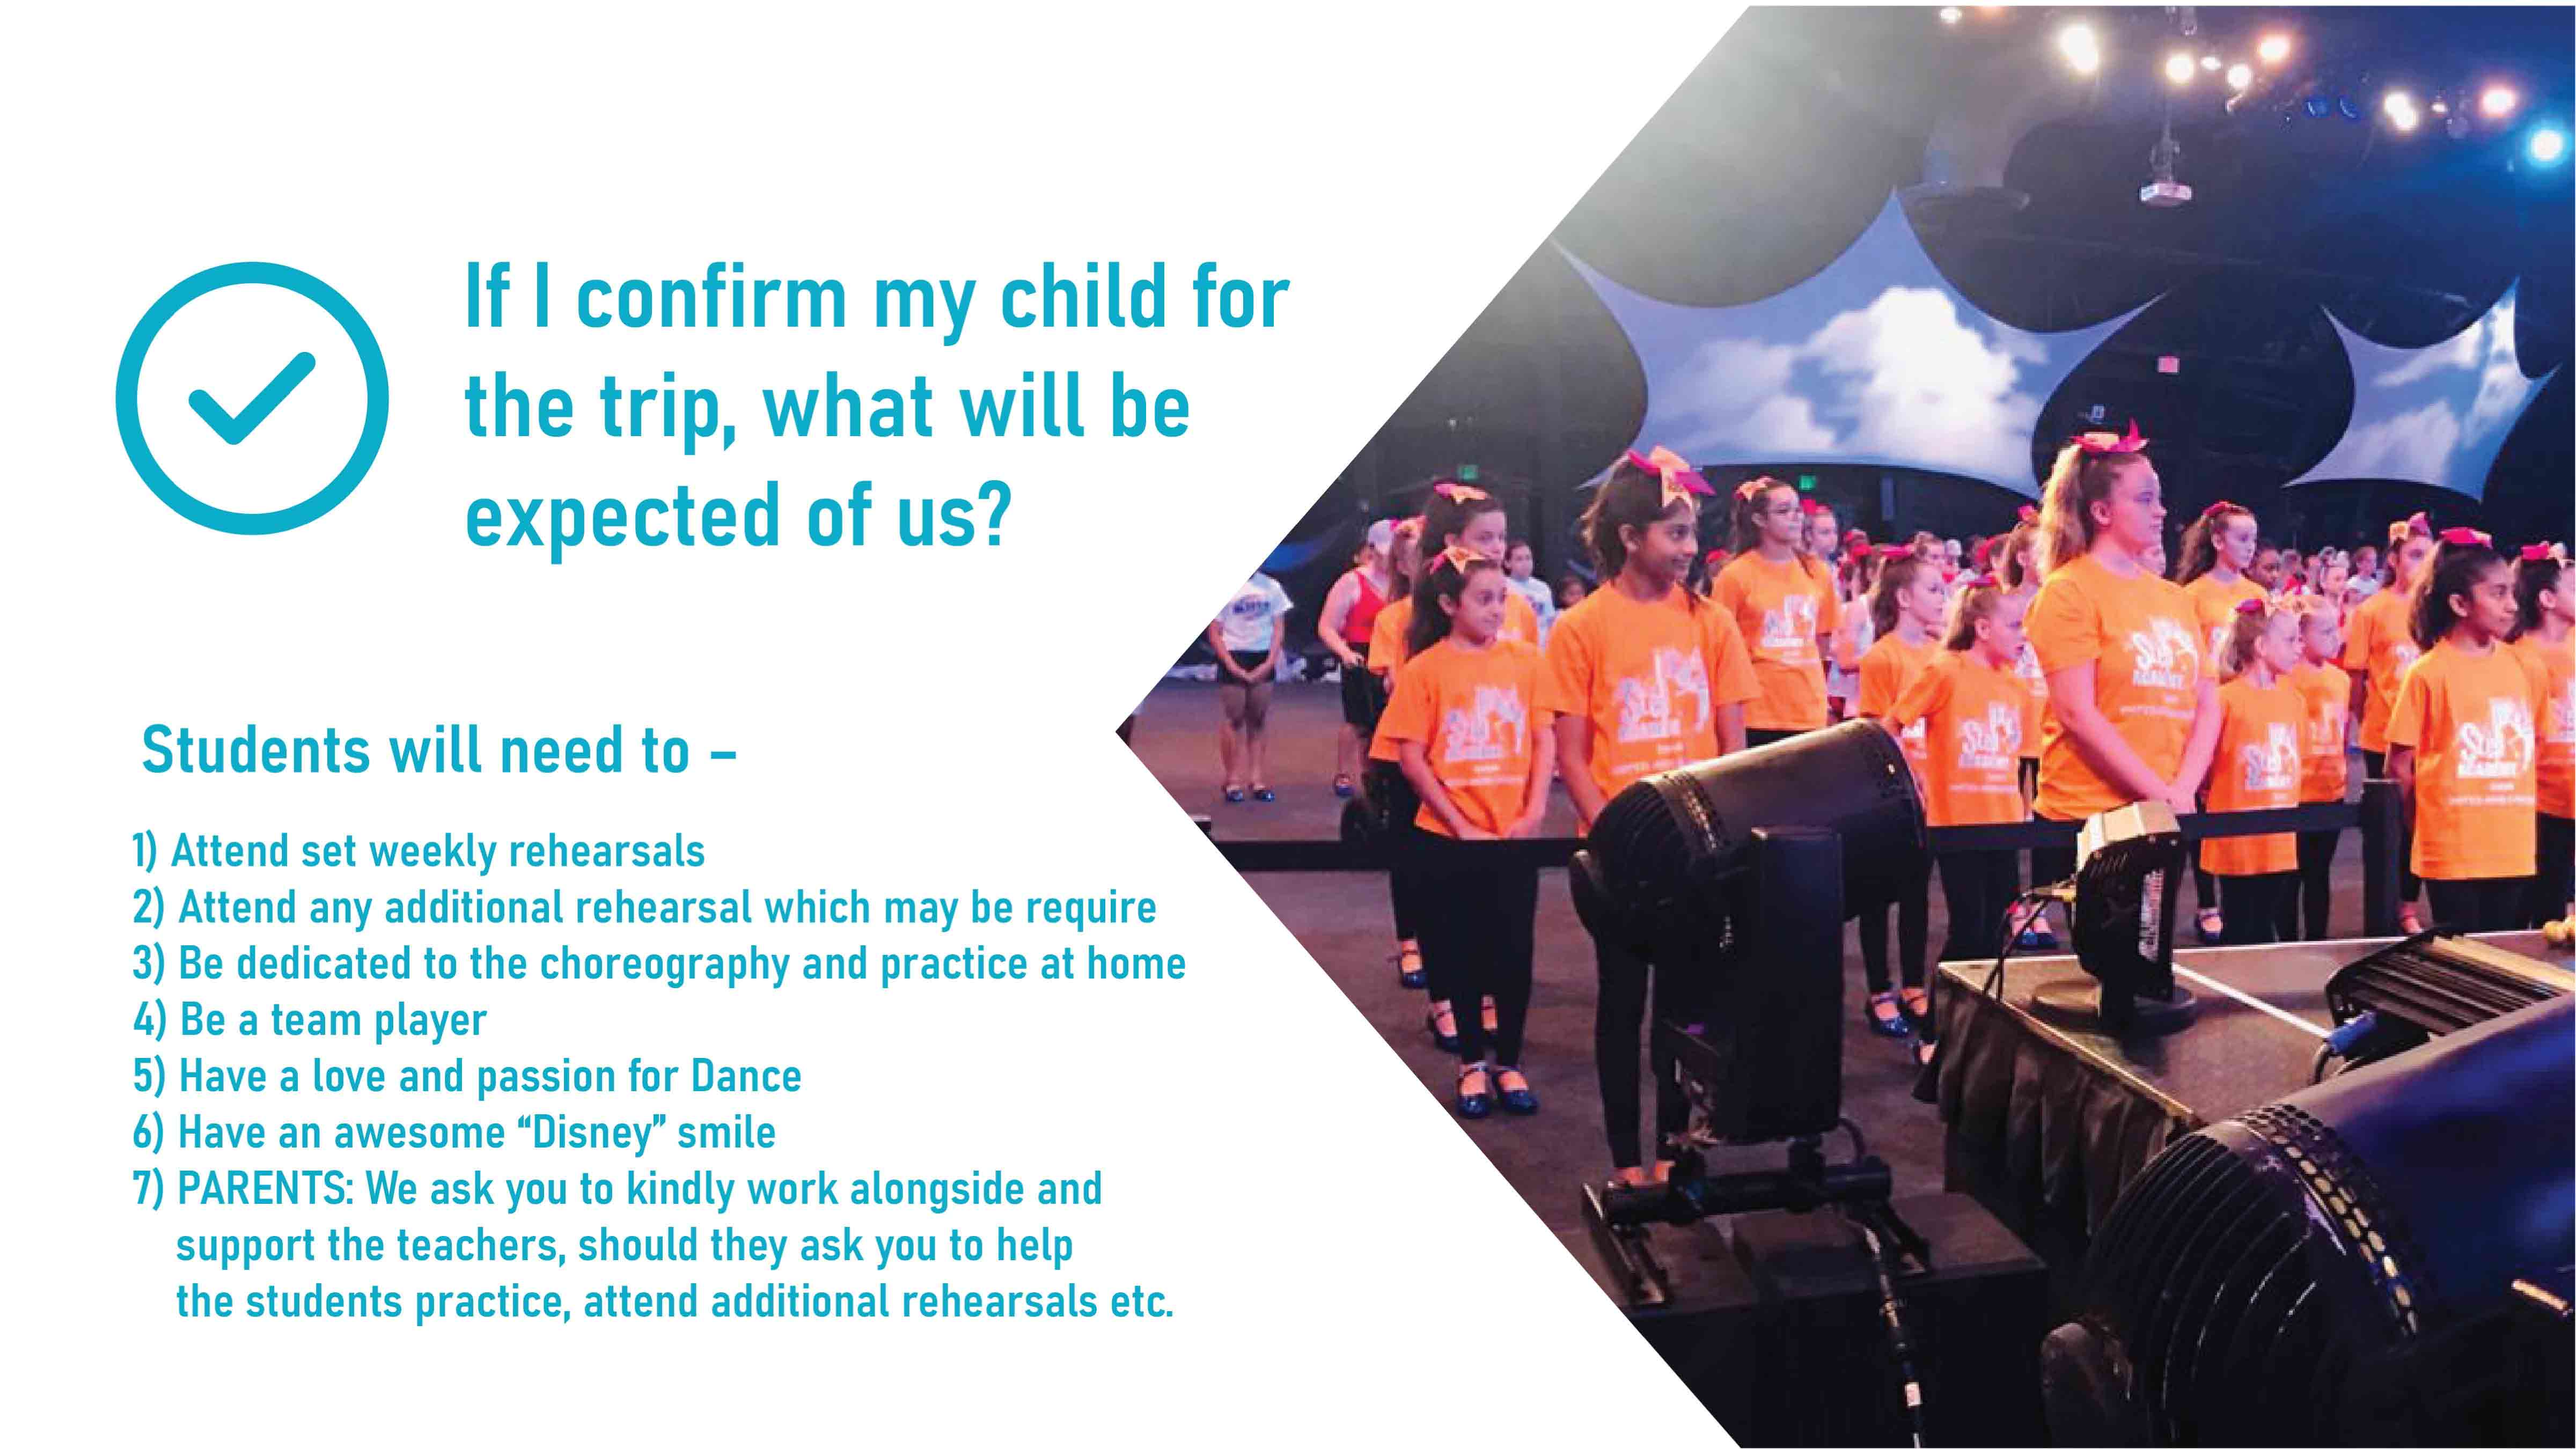 If I confirm my child for
the trip, what will be
expected of us?
Students will need to –
1) Attend set weekly rehearsals
2) Attend any additional rehearsal which may be require
3) Be dedicated to the choreography and practice at home
4) Be a team player
5) Have a love and passion for Dance
6) Have an awesome “Disney” smile
7) PARENTS: We ask you to kindly work alongside and
support the teachers, should they ask you to help
the students practice, attend additional rehearsals etc.